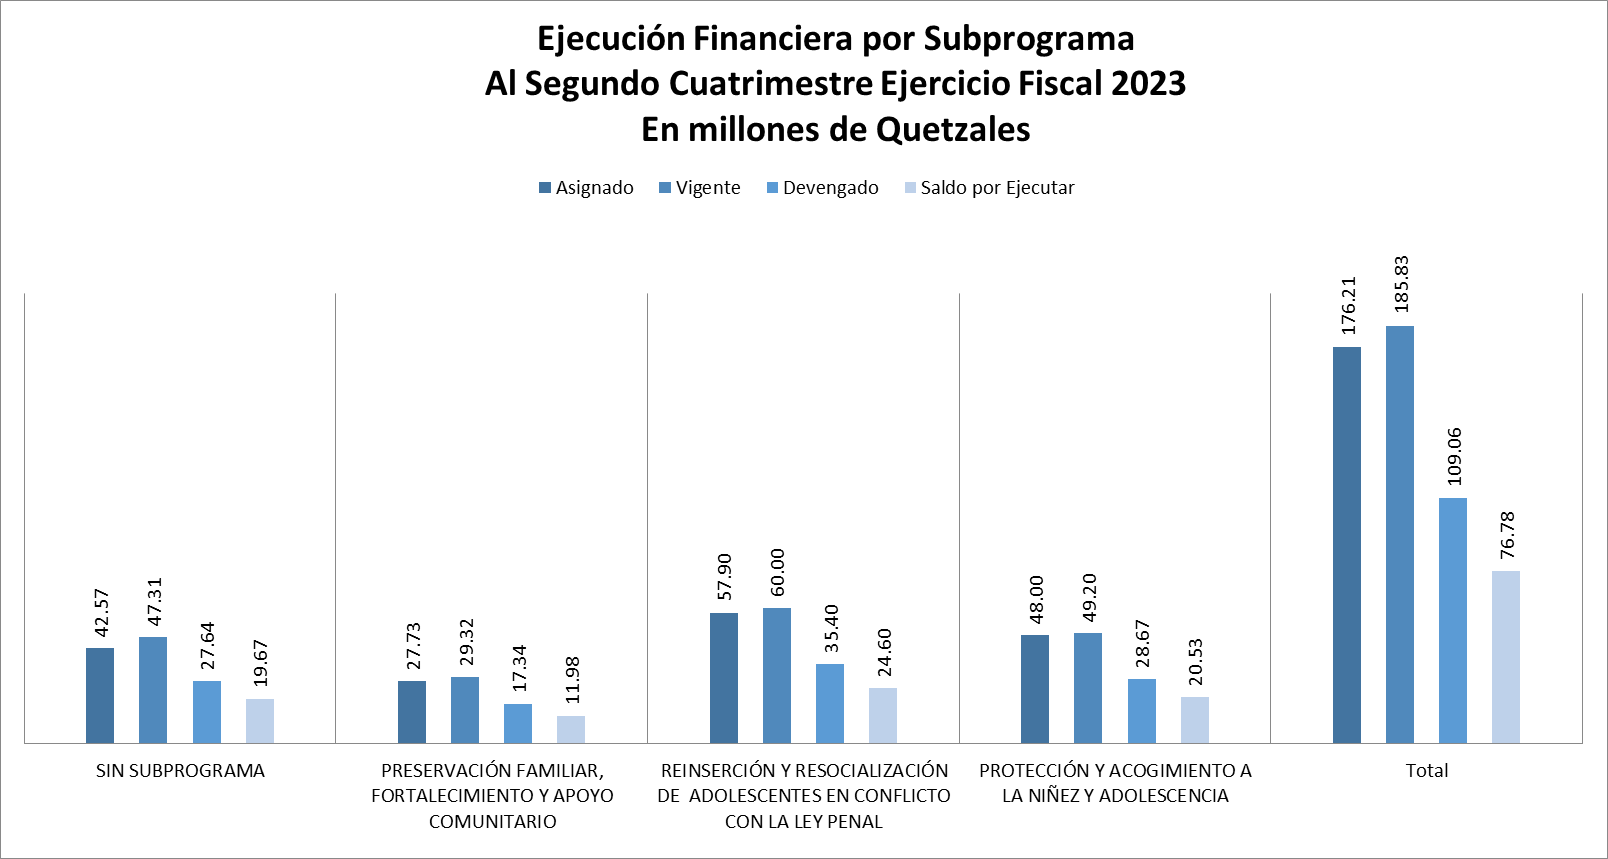 Ejecución Financiera por Subprograma
Al Segundo Cuatrimestre Ejercicio Fiscal 2023
En millones de Quetzales
Asignado Vigente Devengado Saldo por Ejecutar
42.57 47.31 27.64 19.67
27.73 29.32 17.34 11.98
57.90 60.00 35.40 24.60
48.00 49.20 28.67 20.53
176.21 185.83 109.06 76.78
SIN SUBPROGRAMA
PRESERVACIÓN FAMILIAR,
FORTALECIMIENTO Y APOYO
COMUNITARIO
REINSERCIÓN Y RESOCIALIZACIÓN
DE ADOLESCENTES EN CONFLICTO
CON LA LEY PENAL
PROTECCIÓN Y ACOGIMIENTO A
LA NIÑEZ Y ADOLESCENCIA
Total